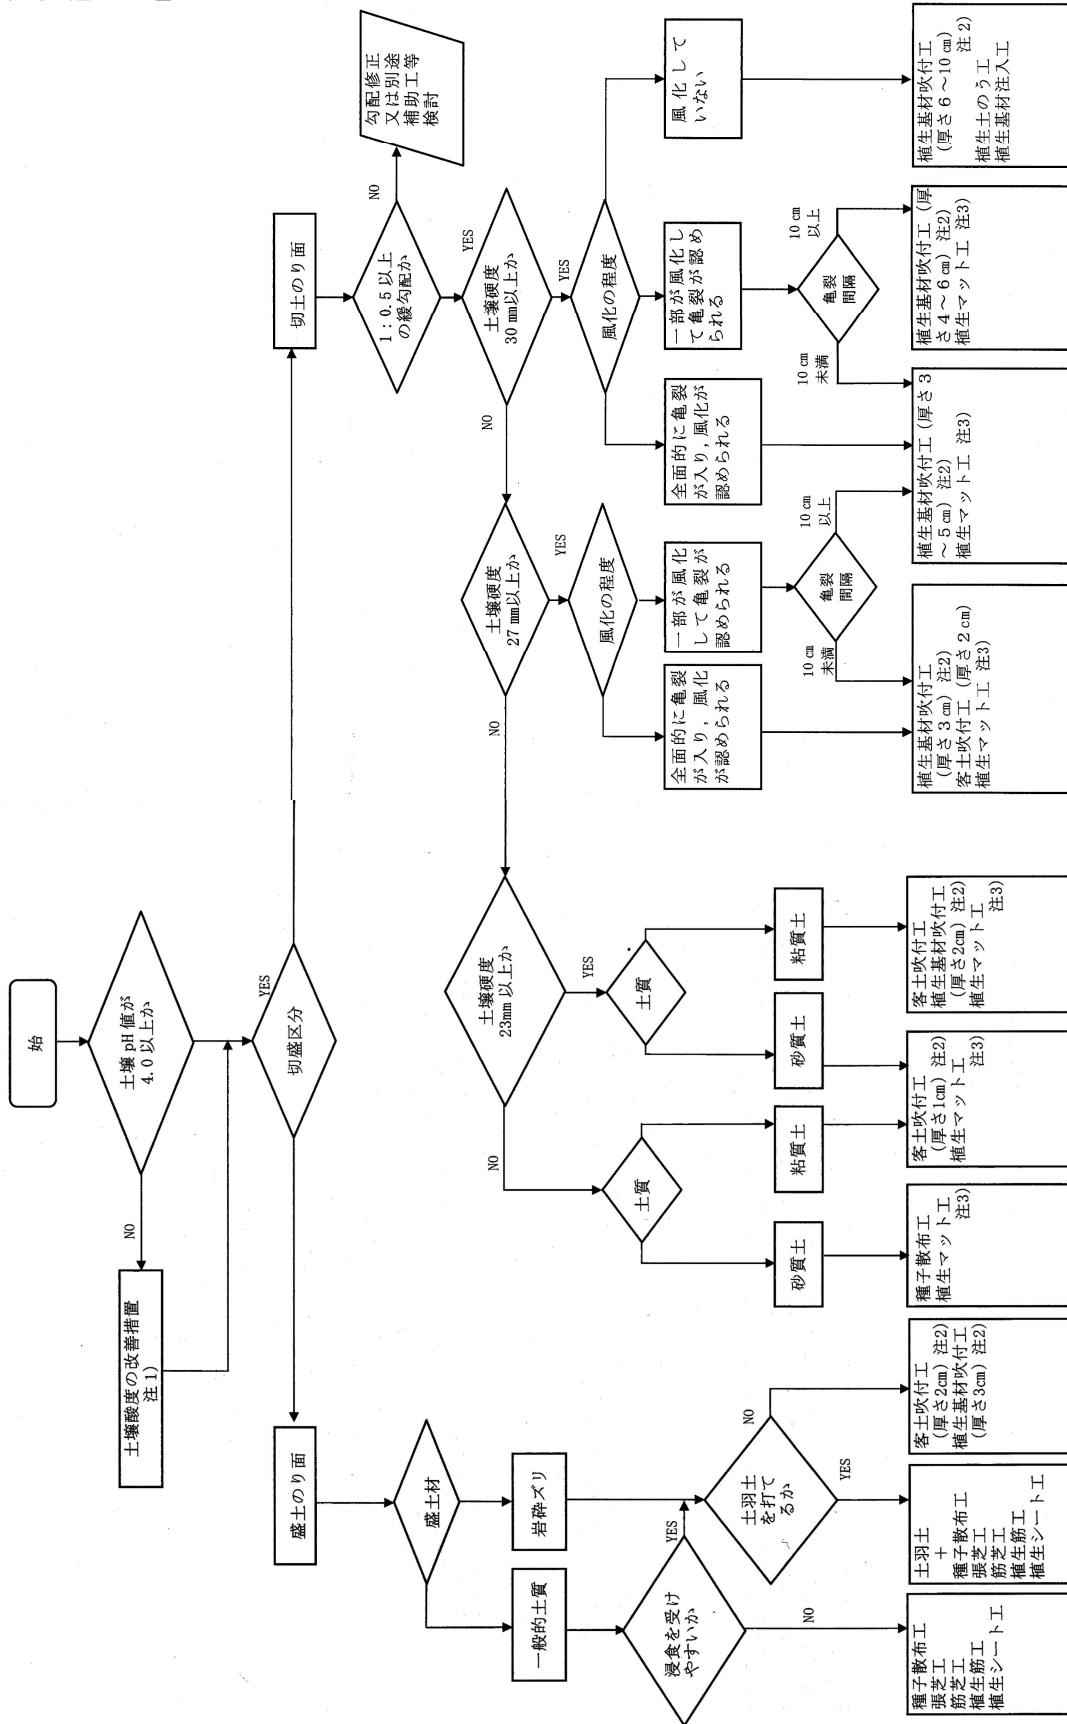 始
土壌 pH 値が
4.0 以上か
YES
NO
土壌酸度の改善措置
注 1)
切盛区分
切土のり面
盛土のり面
1：0.5 以上
の緩勾配か
NO
勾配修正
又は別途
補助工等
検討
YES
土壌硬度
30 mm以上か
YES
NO
土壌硬度
27 mm以上か
YES
NO
土壌硬度
23mm 以上か
YES
NO
盛土材
一般的土質
岩砕ズリ
浸食を受け
やすいか
YES
NO
土羽土
を打て
るか
NO
YES
土質
砂質土
粘質土
土質
砂質土
粘質土
風化の程度
全面的に亀裂
が入り，風化
が認められる
一部が風化
して亀裂が
認められる
亀裂
間隔
10 cm
未満
10 cm
以上
風化の程度
全面的に亀裂
が入り，風化が
認められる
一部が風化し
て亀裂が認め
られる
風化して
いない
亀裂
間隔
10 cm
未満
10 cm
以上
種子散布工
張芝工
筋芝工
植生筋工
植生シート工
土羽土
＋
種子散布工
張芝工
筋芝工
植生筋工
植生シート工
客土吹付工
(厚さ2cm) 注2)
植生基材吹付工
(厚さ3cm) 注2)
種子散布工
植生マット工
注3)
客土吹付工
(厚さ1cm) 注2)
植生マット工
注3)
客土吹付工
植生基材吹付工
(厚さ2cm) 注2)
植生マット工
注3)
植生基材吹付工
(厚さ 3 cm) 注2)
客土吹付工 (厚さ 2 cm)
植生マット工 注3)
植生基材吹付工 (厚さ 3
～ 5 cm) 注2)
植生マット工 注3)
植生基材吹付工 (厚
さ 4 ～ 6 cm) 注2)
植生マット工 注3)
植生基材吹付工
(厚さ 6 ～ 10 cm)
注 2)
植生土のう工
植生基材注入工